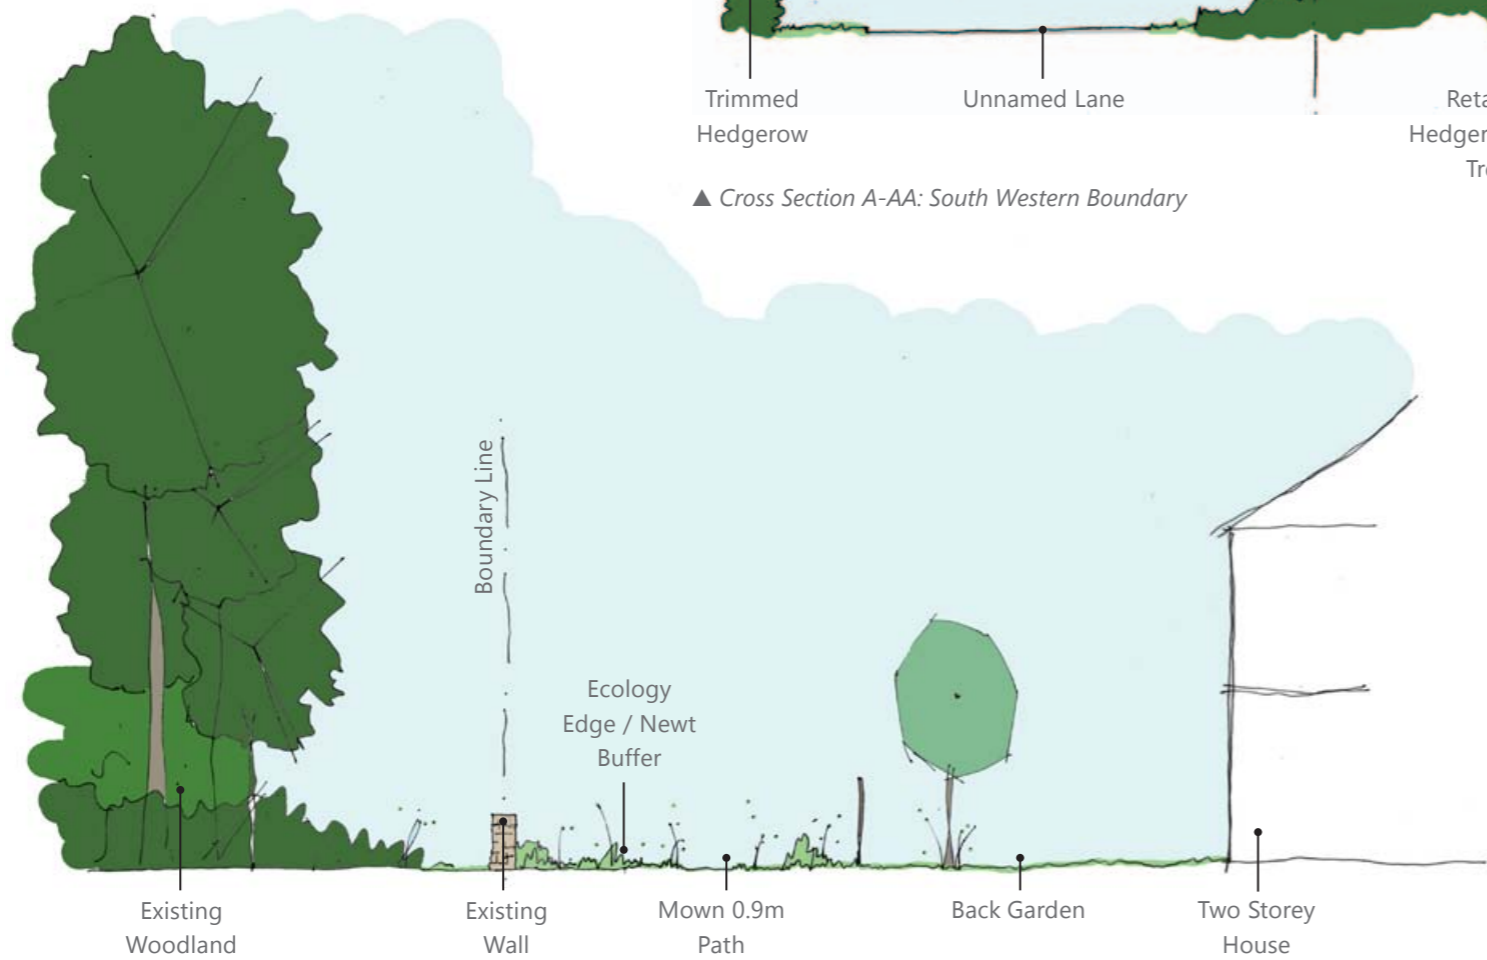 Trimmed
Hedgerow
Unnamed Lane
▲ Cross Section A-AA: South Western Boundary
Boundary Line
Ecology
Edge / Newt
Buffer
Existing
Woodland
Existing
Wall
Mown 0.9m
Path
Back Garden
Two Storey
House